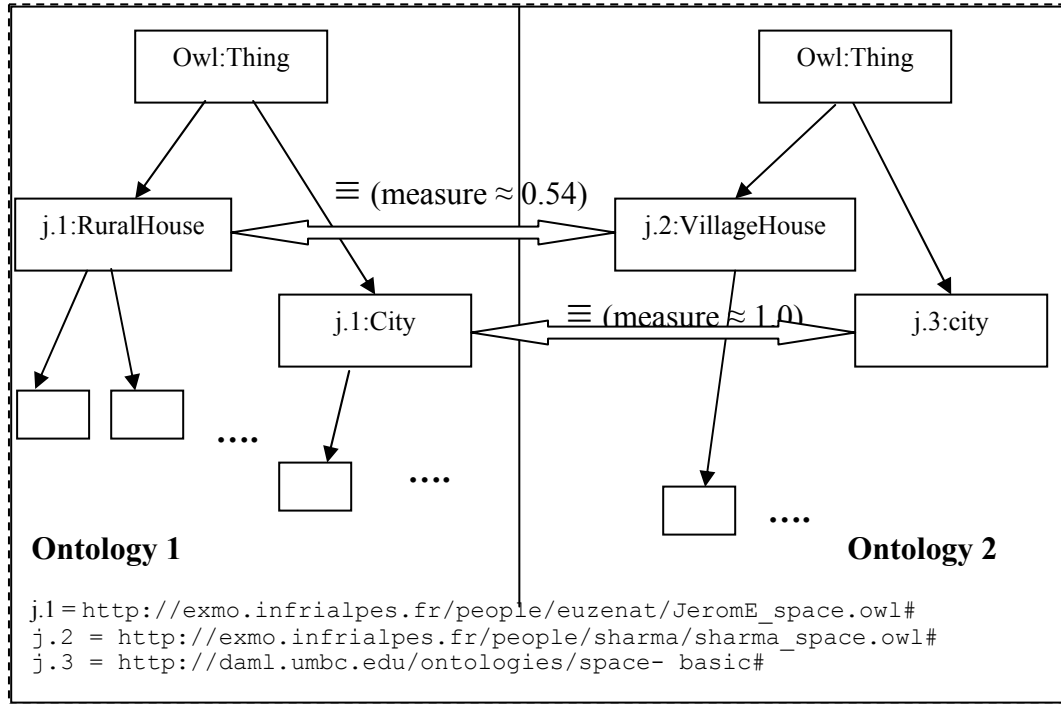 Owl:Thing
Owl:Thing
≡ (measure ≈ 0.54)
j.1:RuralHouse
j.2:VillageHouse
≡ (measure ≈ 1.0)
j.1:City
j.3:city
....
....
....
Ontology 1
Ontology 2
j.1 = http://exmo.infrialpes.fr/people/euzenat/JeromE_space.owl#
j.2 = http://exmo.infrialpes.fr/people/sharma/sharma_space.owl#
j.3 = http://daml.umbc.edu/ontologies/space- basic#